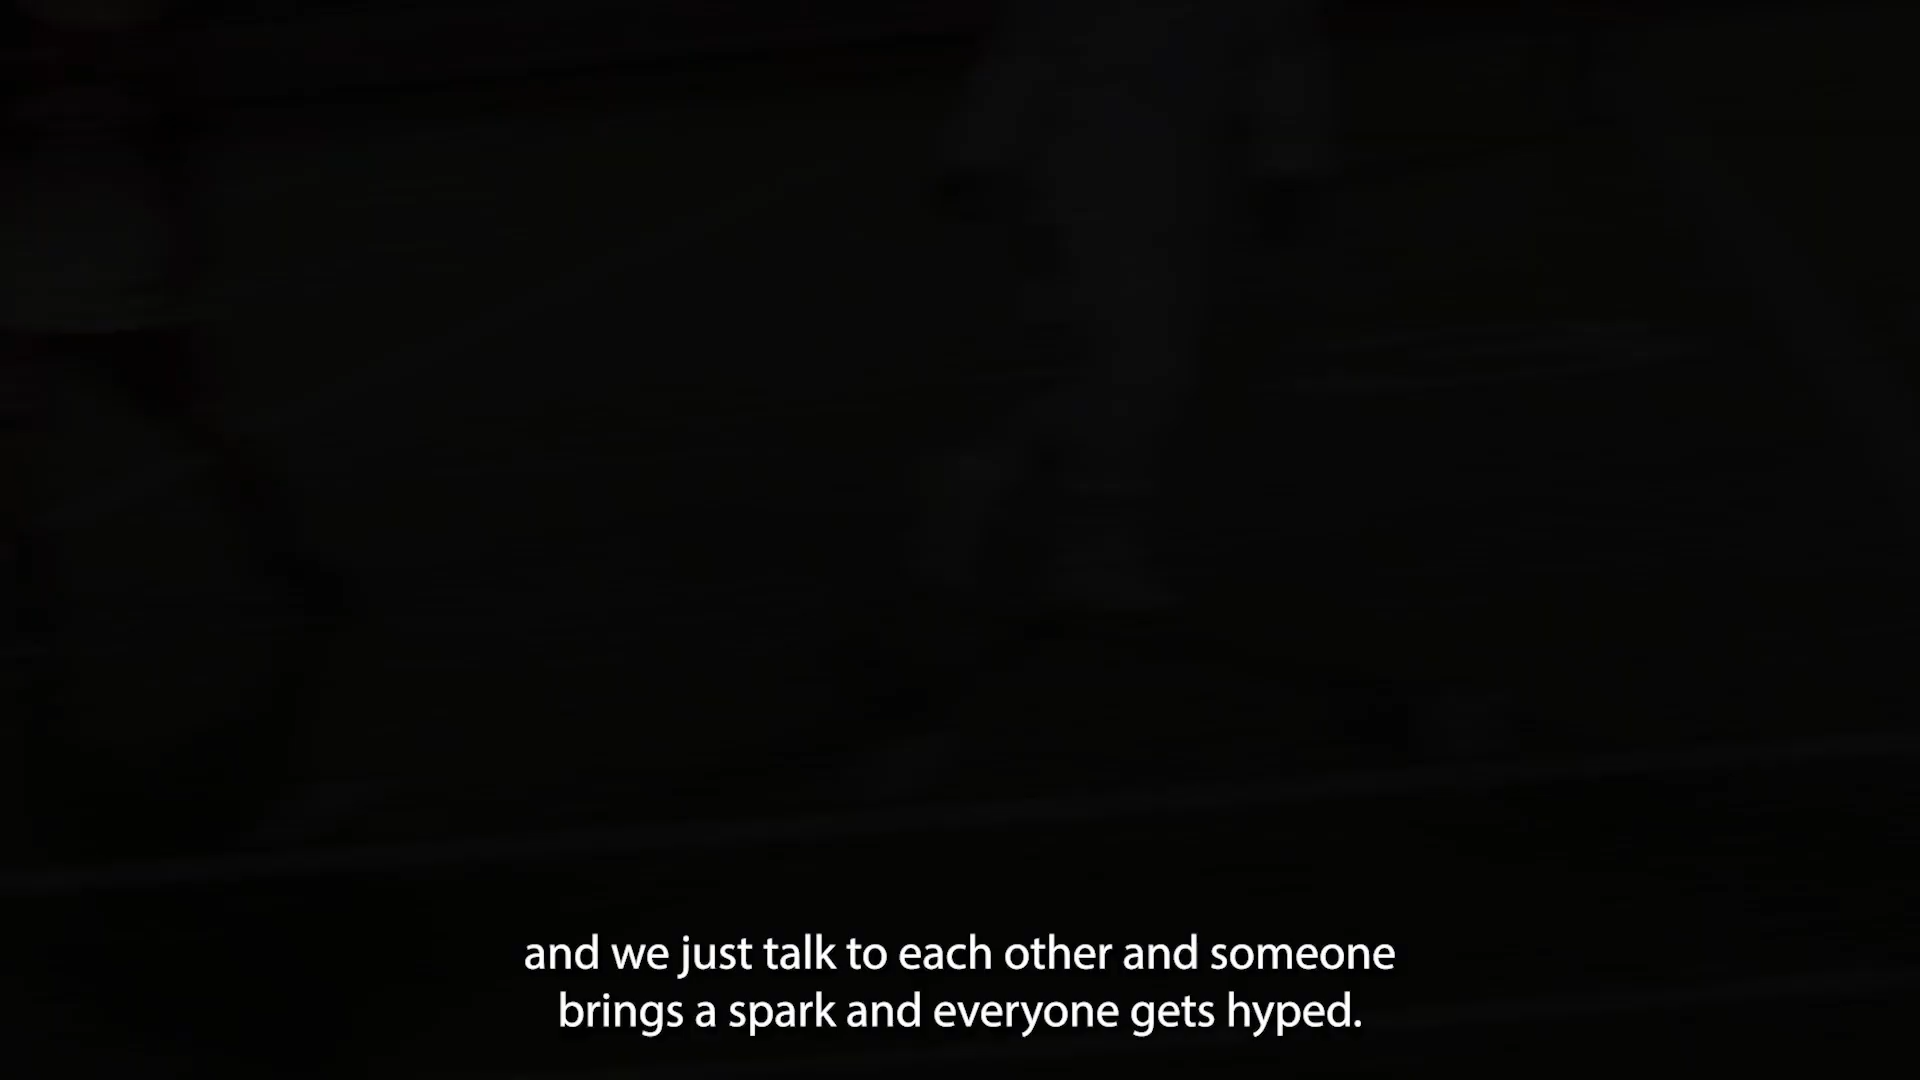 and we just talk to each other and someone
brings a spark and everyone gets hyped.